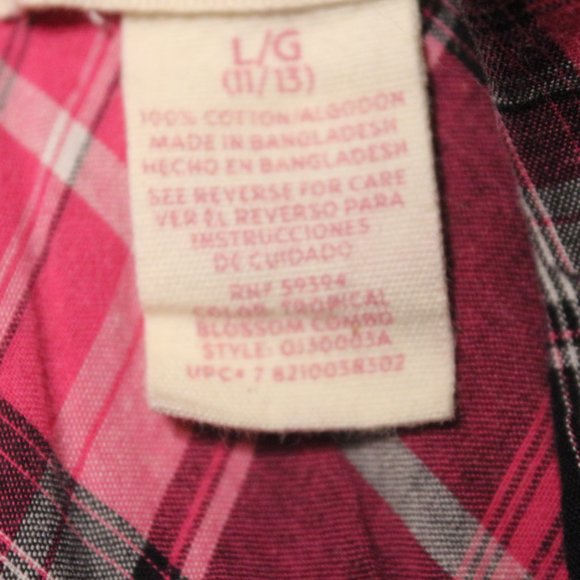 L/G
(11/13)
100% COTTON/ALGODON
MADE IN BANGLADESH
HECHO EN BANGLADESH
SEE REVERSE FOR CARE
VER EL REVERSO PARA
INSTRUCCIONES
DE CUIDADO
RN# 59394
COLOR: TROPICAL
BLOSSOM COMBO
STYLE: 0J30003A
UPC# 7 8210038302